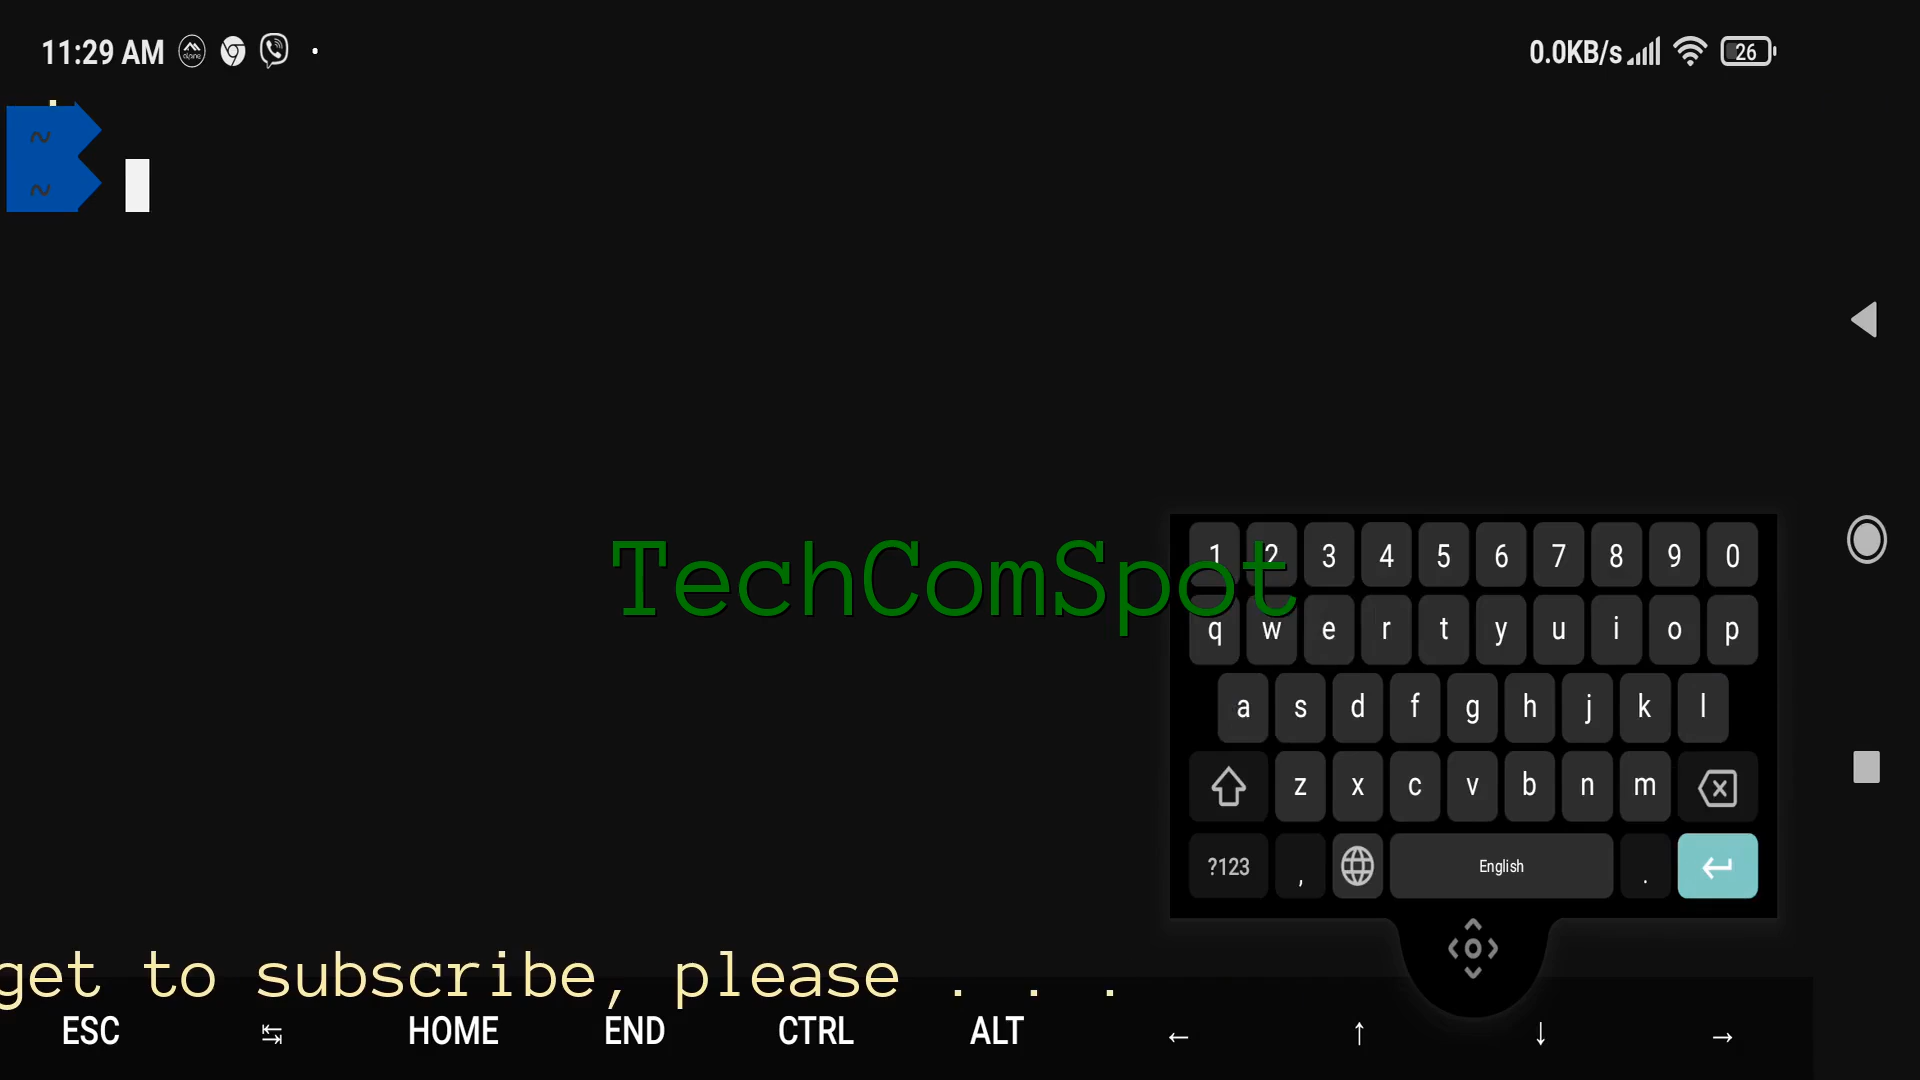 11:29 AM
0.0KB/s 26
~
~
TechComSpot
1 2 3 4 5 6 7 8 9 0
q w e r t y u i o p
a s d f g h j k l
z x c v b n m
?123 , English .
get to subscribe, please . . .
ESC ↹ HOME END CTRL ALT ← ↑ ↓ →